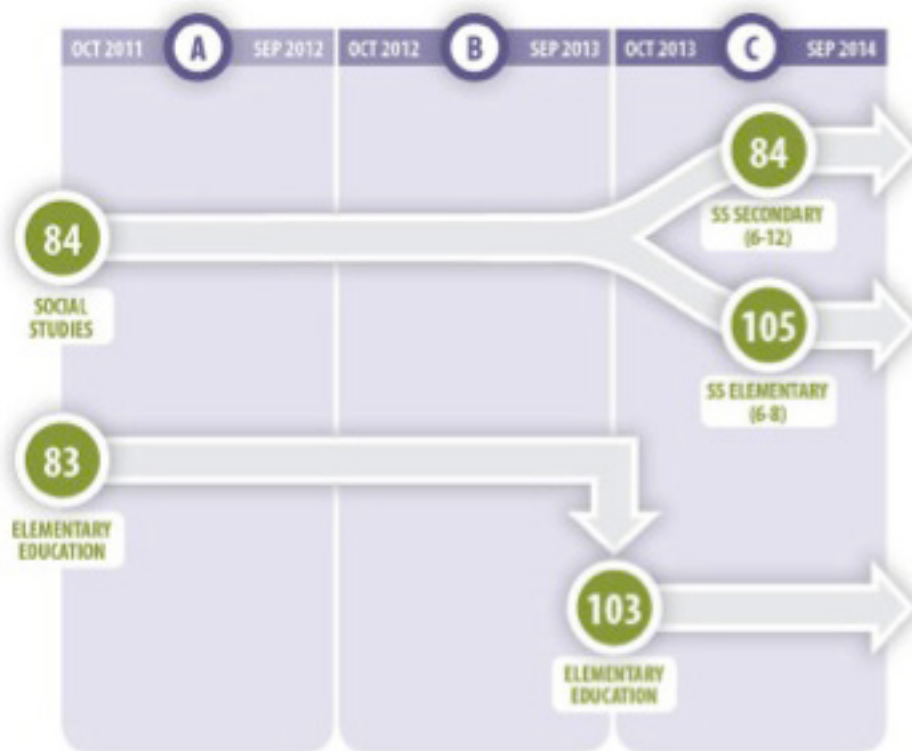 OCT 2011 A SEP 2012 OCT 2012 B SEP 2013 OCT 2013 C SEP 2014
84
SS SECONDARY
(6-12)
84
SOCIAL
STUDIES
105
SS ELEMENTARY
(6-8)
83
ELEMENTARY
EDUCATION
103
ELEMENTARY
EDUCATION